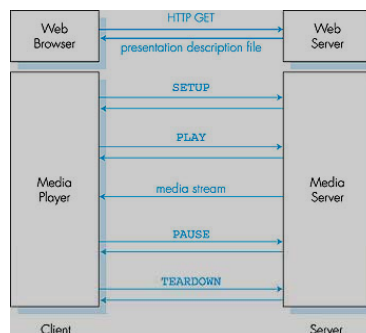 HTTP GET
Web
Browser
Web
Server
presentation description file
SETUP
PLAY
Media
Player
media stream
Media
Server
PAUSE
TEARDOWN
Client
Server